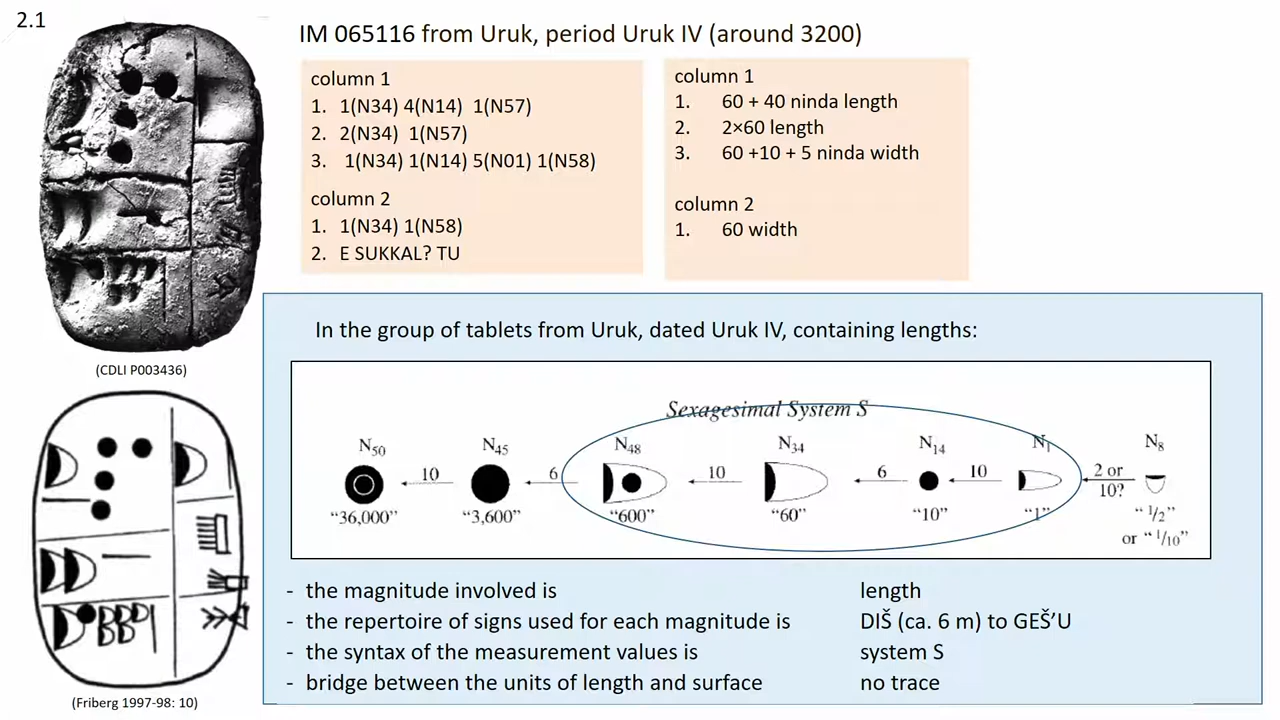 2.1
IM 065116 from Uruk, period Uruk IV (around 3200)
column 1
1. 1(N34) 4(N14) 1(N57)
2. 2(N34) 1(N57)
3. 1(N34) 1(N14) 5(N01) 1(N58)
column 2
1. 1(N34) 1(N58)
2. E SUKKAL? TU
column 1
1. 60 + 40 ninda length
2. 2×60 length
3. 60 +10 + 5 ninda width
column 2
1. 60 width
(CDLI P003436)
(Friberg 1997-98: 10)
In the group of tablets from Uruk, dated Uruk IV, containing lengths:
Sexagesimal System S
N50 N45 N48 N34 N14 N1 N8
10 6 10 6 10 2 or 10?
“36,000” “3,600” “600” “60” “10” “1” “ 1/2” or “ 1/10”
- the magnitude involved is length
- the repertoire of signs used for each magnitude is DIŠ (ca. 6 m) to GEŠ’U
- the syntax of the measurement values is system S
- bridge between the units of length and surface no trace